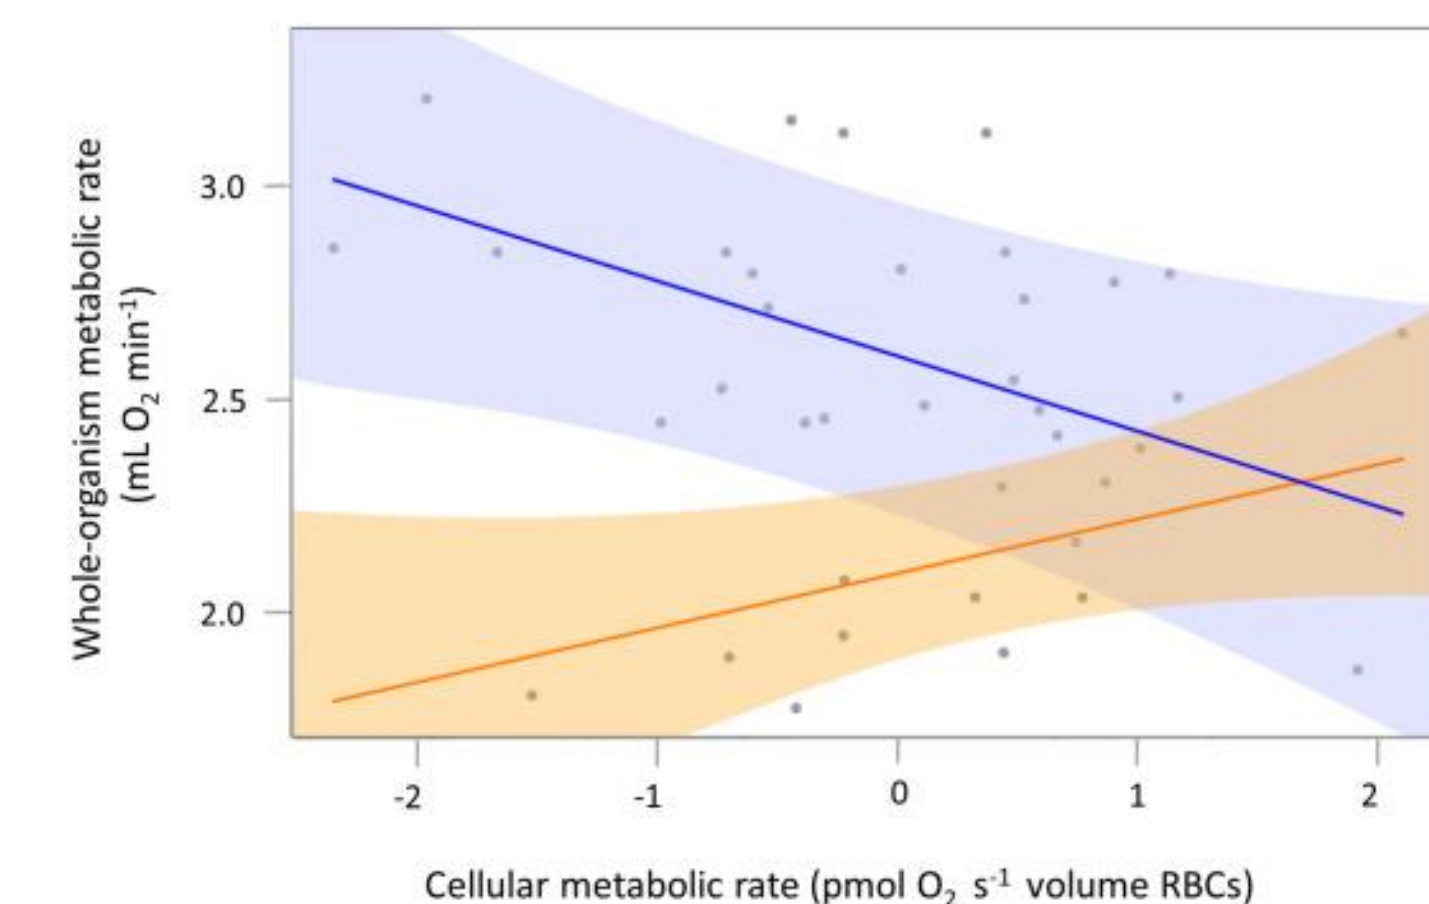 Whole-organism metabolic rate
(mL O₂ min⁻¹)
3.0
2.5
2.0
-2 -1 0 1 2
Cellular metabolic rate (pmol O₂ s⁻¹ volume RBCs)